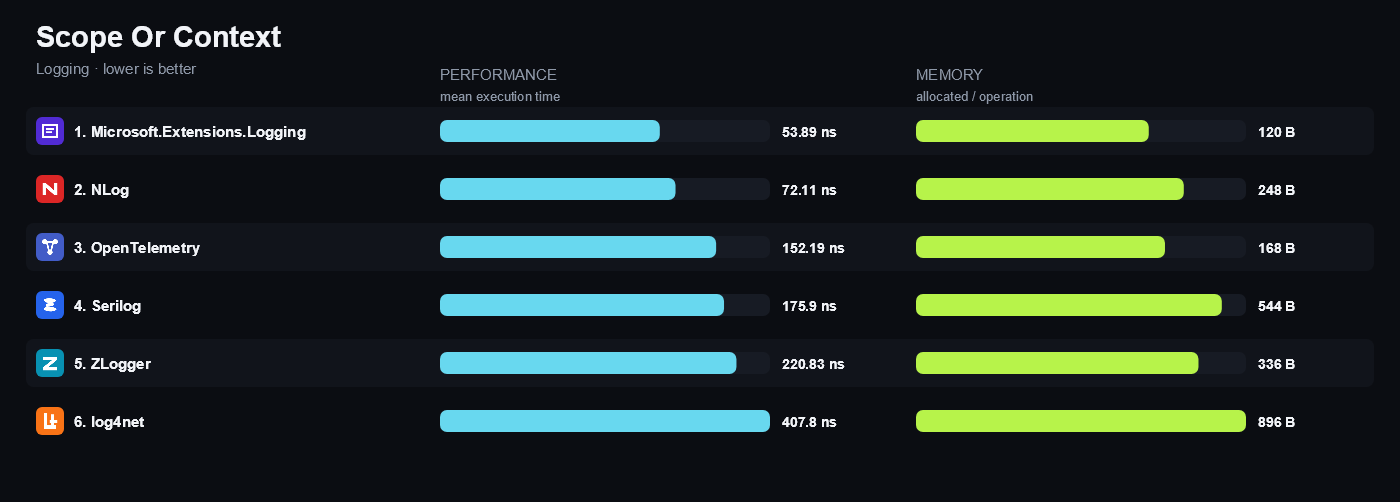 Scope Or Context
Logging · lower is better
PERFORMANCE
mean execution time
MEMORY
allocated / operation
1. Microsoft.Extensions.Logging 53.89 ns 120 B
2. NLog 72.11 ns 248 B
3. OpenTelemetry 152.19 ns 168 B
4. Serilog 175.9 ns 544 B
5. ZLogger 220.83 ns 336 B
6. log4net 407.8 ns 896 B